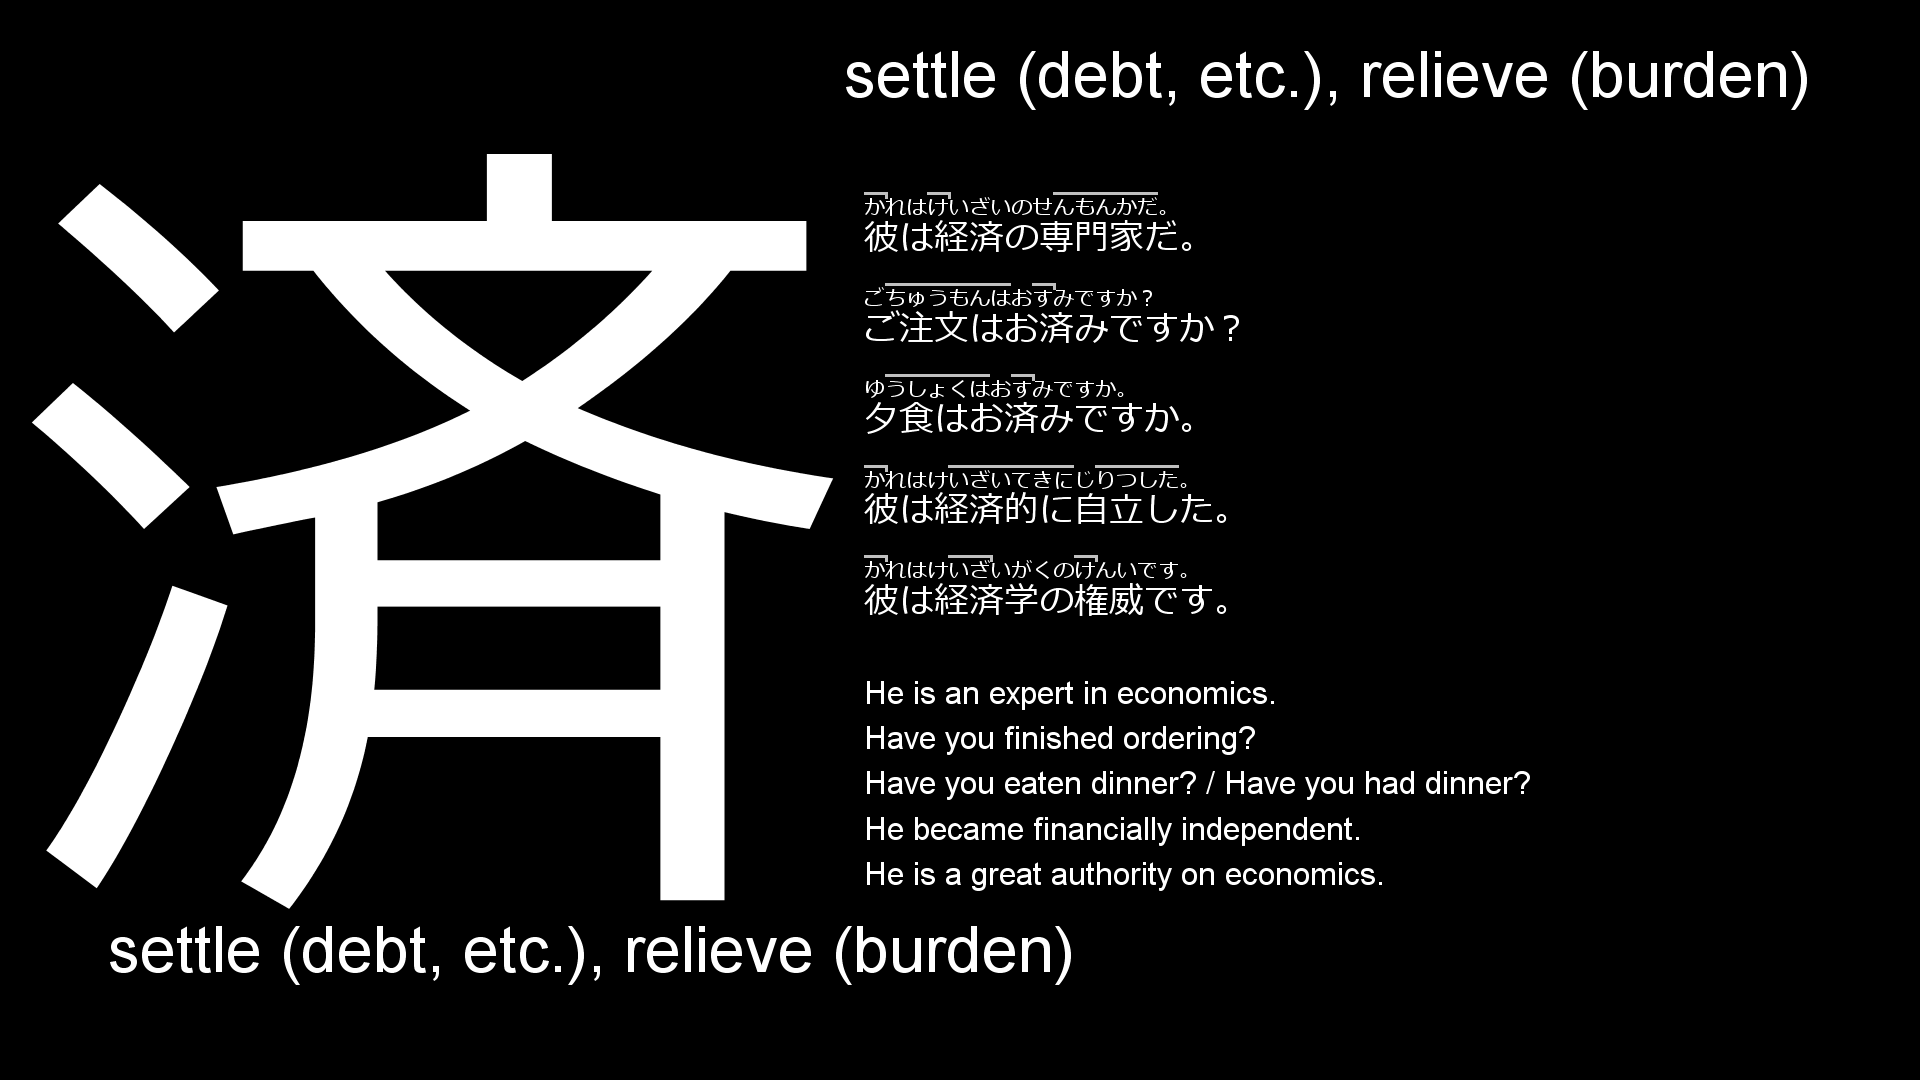 settle (debt, etc.), relieve (burden)
済
かれはけいざいのせんもんかだ。
彼は経済の専門家だ。
ごちゅうもんはおすみですか？
ご注文はお済みですか？
ゆうしょくはおすみですか。
夕食はお済みですか。
かれはけいざいてきにじりつした。
彼は経済的に自立した。
かれはけいざいがくのけんいです。
彼は経済学の権威です。
He is an expert in economics.
Have you finished ordering?
Have you eaten dinner? / Have you had dinner?
He became financially independent.
He is a great authority on economics.
settle (debt, etc.), relieve (burden)